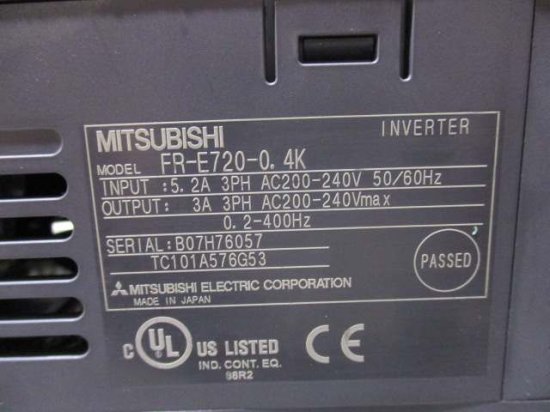 MITSUBISHI INVERTER
MODEL FR-E720-0.4K
INPUT :5.2A 3PH AC200-240V 50/60Hz
OUTPUT: 3A 3PH AC200-240Vmax
0.2-400Hz
SERIAL:B07H76057
TC101A576G53
PASSED
MITSUBISHI ELECTRIC CORPORATION
MADE IN JAPAN
C UL US LISTED CE
IND. CONT. EQ.
98R2